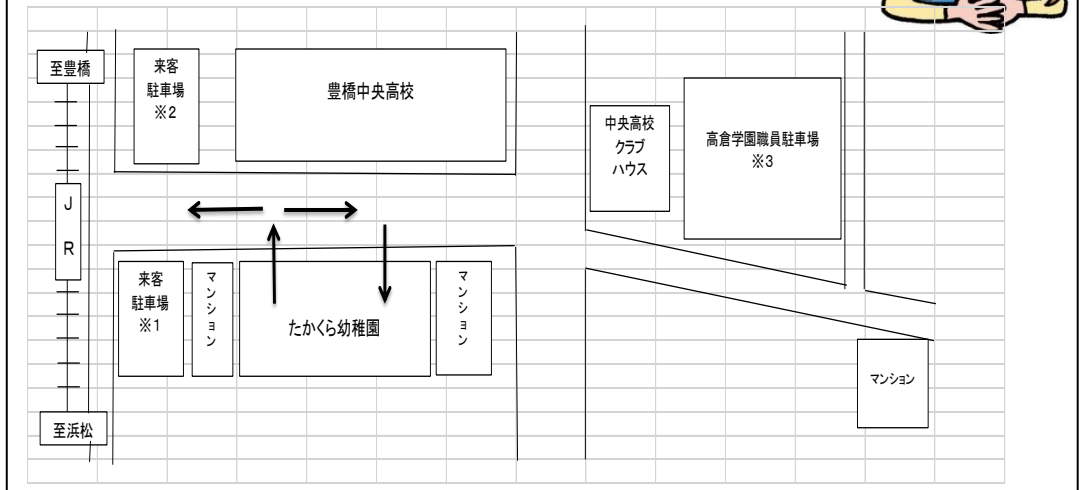 至豊橋
来客
駐車場
※2
豊橋中央高校
中央高校
クラブ
ハウス
高倉学園職員駐車場
※3
JR
来客
駐車場
※1
マンション
たかくら幼稚園
マンション
マンション
至浜松